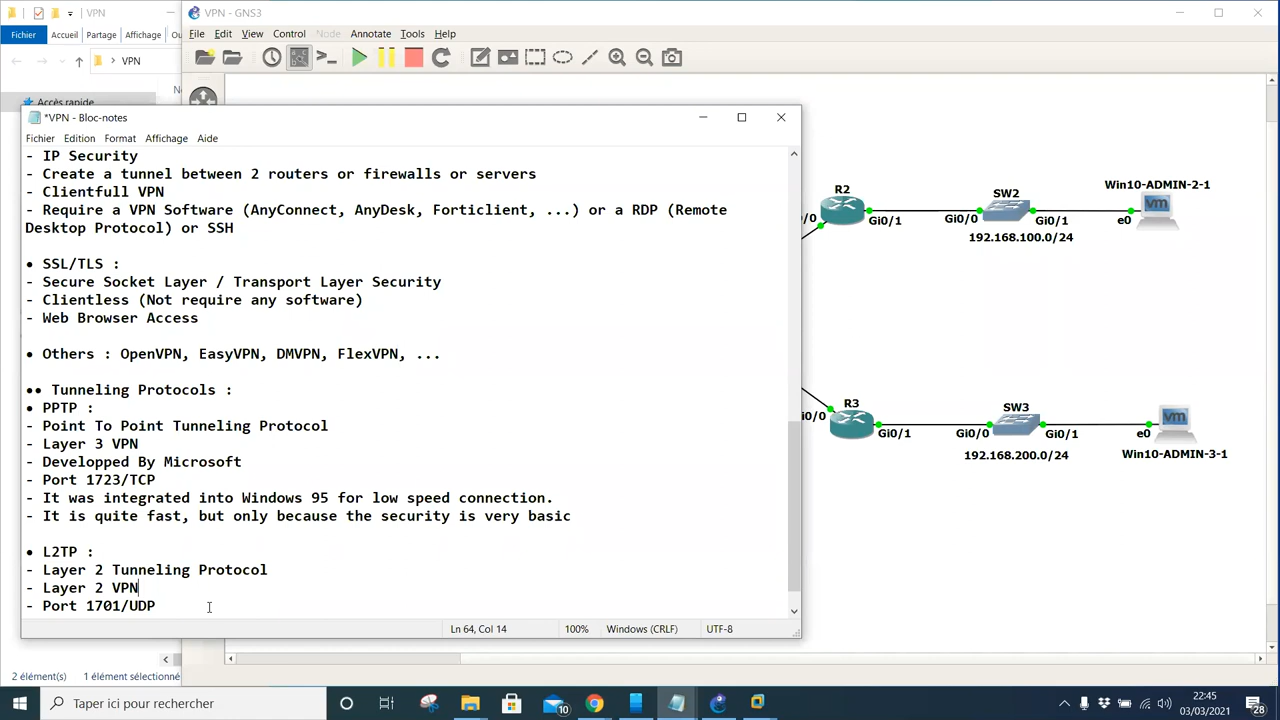 VPN
VPN - GNS3
Fichier
Accueil
Partage
Affichage
File Edit View Control Node Annotate Tools Help
VPN
Accès rapide
*VPN - Bloc-notes
Fichier Edition Format Affichage Aide
- IP Security
- Create a tunnel between 2 routers or firewalls or servers
- Clientfull VPN
- Require a VPN Software (AnyConnect, AnyDesk, Forticlient, ...) or a RDP (Remote
Desktop Protocol) or SSH
• SSL/TLS :
- Secure Socket Layer / Transport Layer Security
- Clientless (Not require any software)
- Web Browser Access
• Others : OpenVPN, EasyVPN, DMVPN, FlexVPN, ...
•• Tunneling Protocols :
• PPTP :
- Point To Point Tunneling Protocol
- Layer 3 VPN
- Developped By Microsoft
- Port 1723/TCP
- It was integrated into Windows 95 for low speed connection.
- It is quite fast, but only because the security is very basic
• L2TP :
- Layer 2 Tunneling Protocol
- Layer 2 VPN
- Port 1701/UDP
Ln 64, Col 14
100%
Windows (CRLF)
UTF-8
R2
Gi0/1
SW2
Gi0/0
Gi0/1
192.168.100.0/24
Win10-ADMIN-2-1
e0
vm
R3
Gi0/1
SW3
Gi0/0
Gi0/1
192.168.200.0/24
e0
vm
Win10-ADMIN-3-1
2 élément(s)
1 élément sélectionné
Taper ici pour rechercher
10
22:45
03/03/2021
28